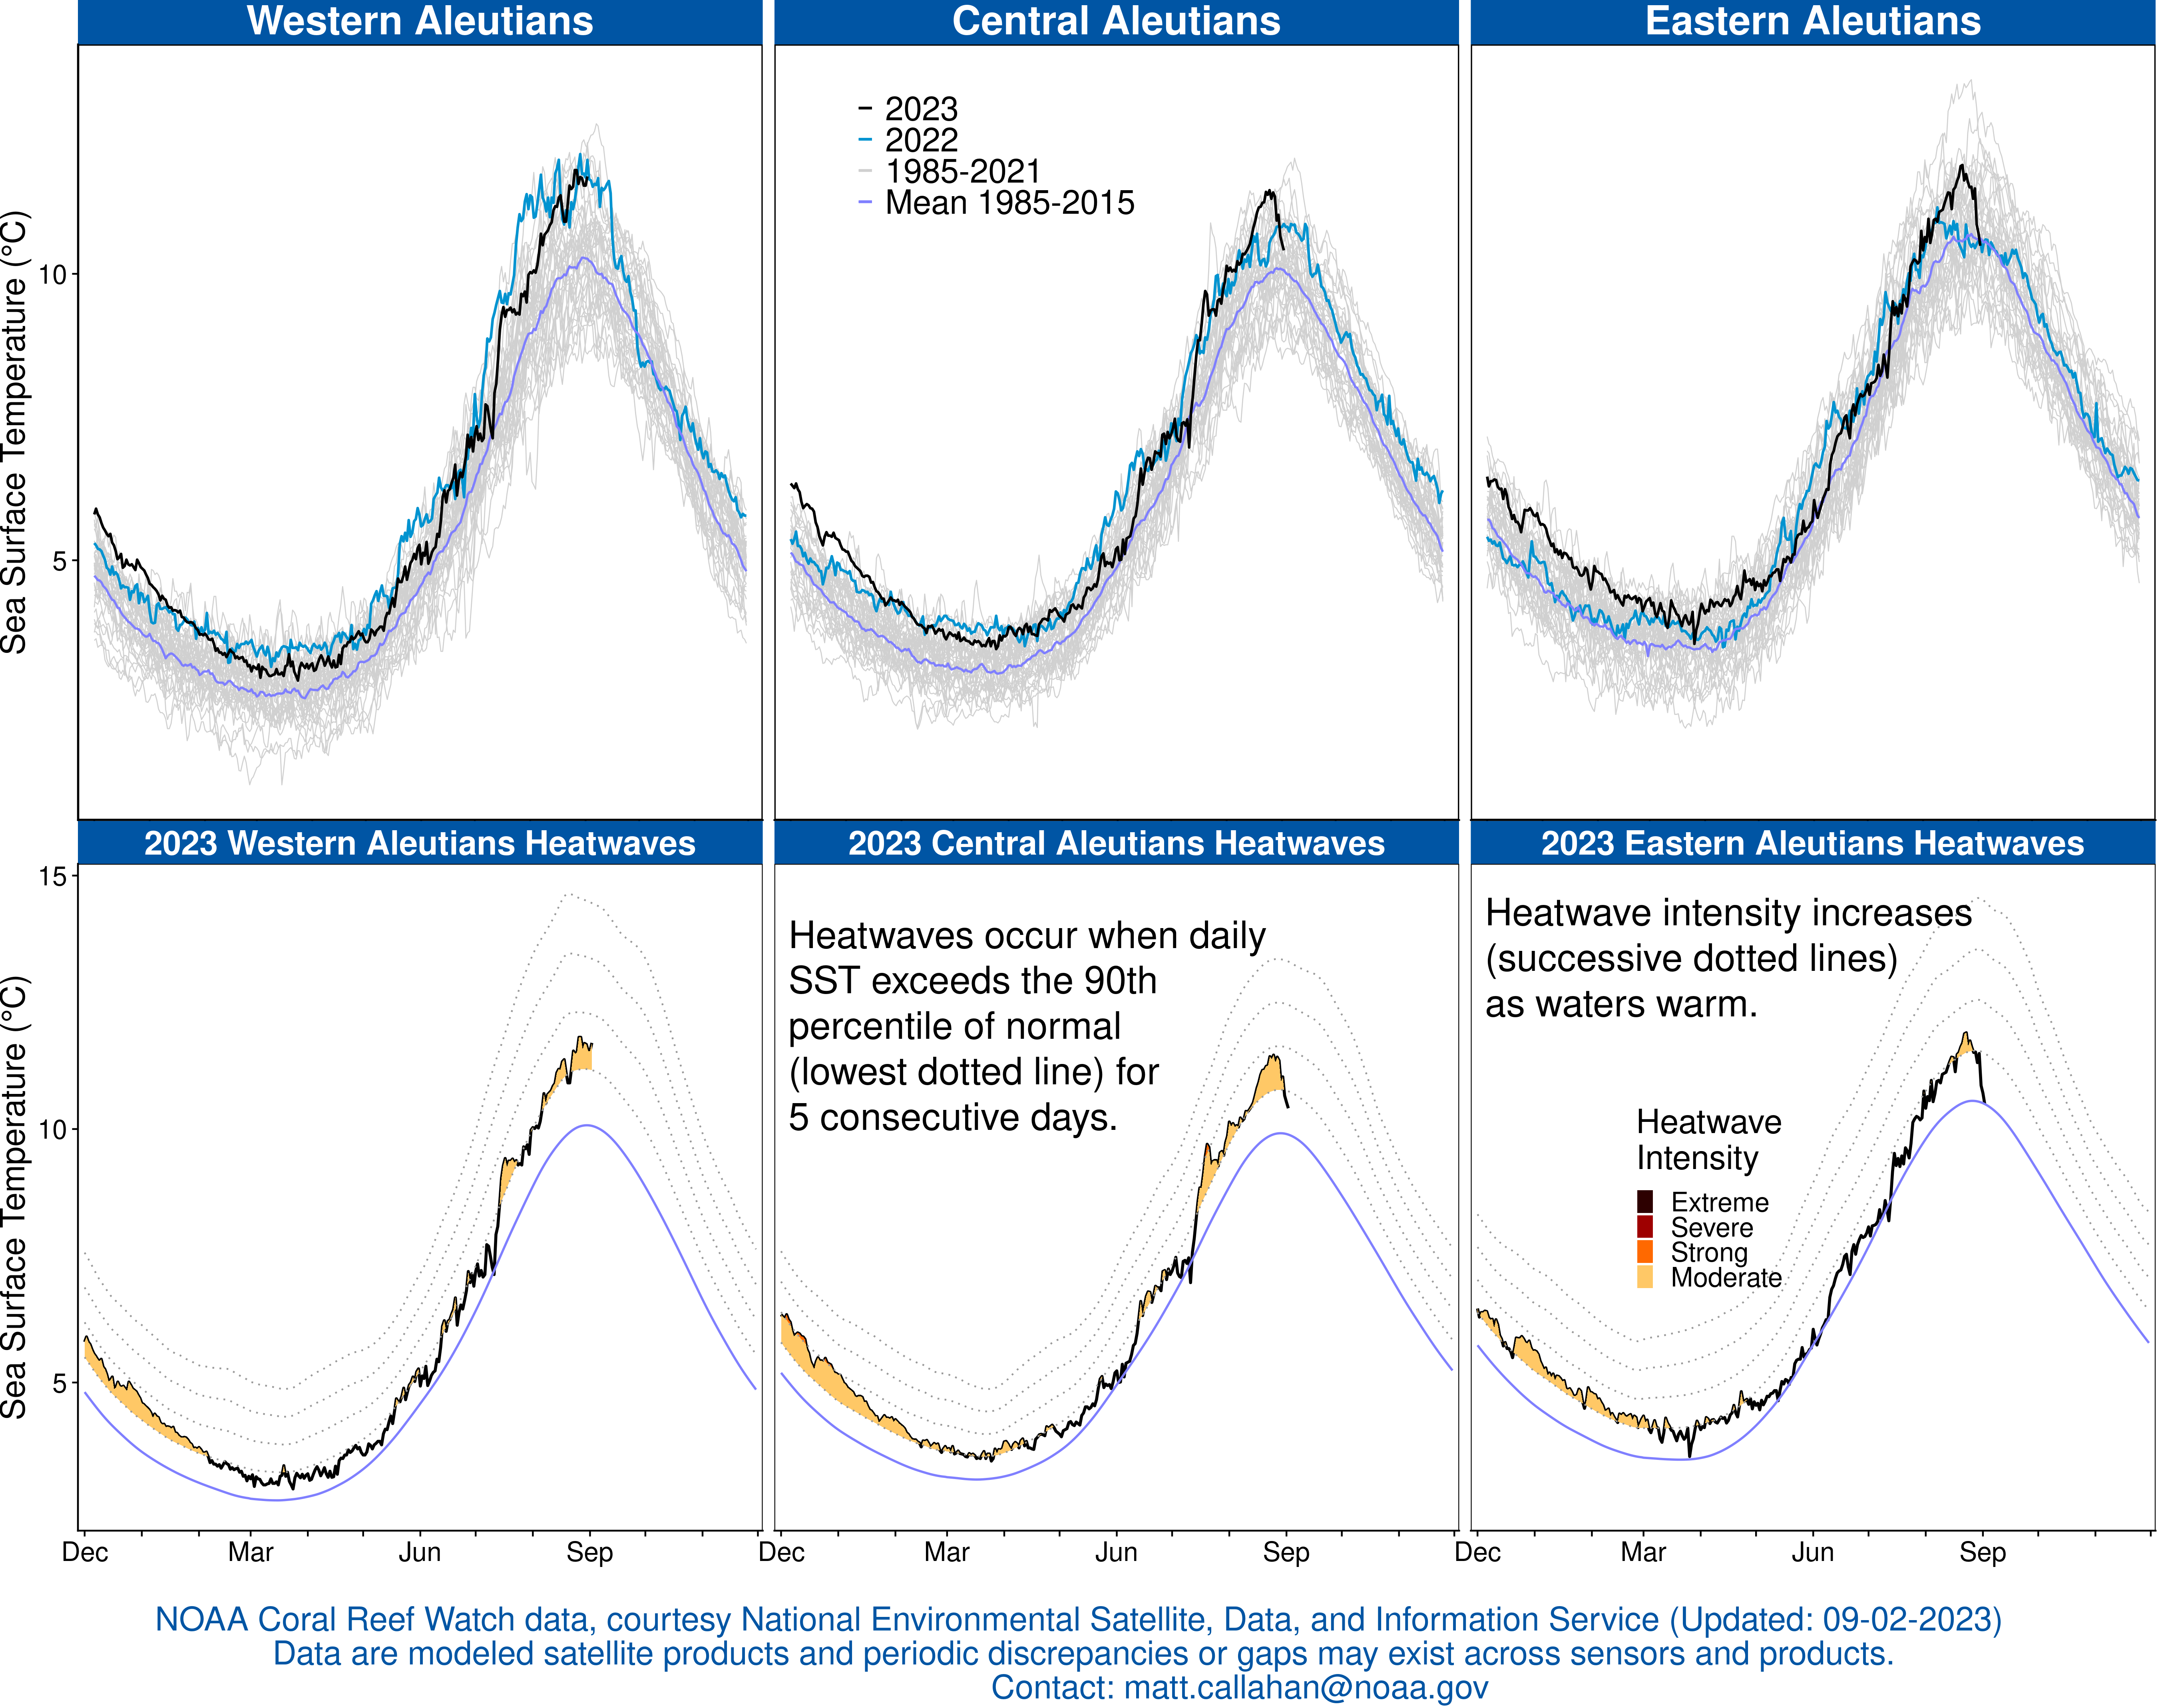 Western Aleutians
Central Aleutians
Eastern Aleutians
2023
2022
1985-2021
Mean 1985-2015
Sea Surface Temperature (°C)
10
5
2023 Western Aleutians Heatwaves
2023 Central Aleutians Heatwaves
2023 Eastern Aleutians Heatwaves
Sea Surface Temperature (°C)
15
10
5
Heatwaves occur when daily
SST exceeds the 90th
percentile of normal
(lowest dotted line) for
5 consecutive days.
Heatwave intensity increases
(successive dotted lines)
as waters warm.
Heatwave
Intensity
Extreme
Severe
Strong
Moderate
Dec Mar Jun Sep
Dec Mar Jun Sep
Dec Mar Jun Sep
NOAA Coral Reef Watch data, courtesy National Environmental Satellite, Data, and Information Service (Updated: 09-02-2023)
Data are modeled satellite products and periodic discrepancies or gaps may exist across sensors and products.
Contact: matt.callahan@noaa.gov